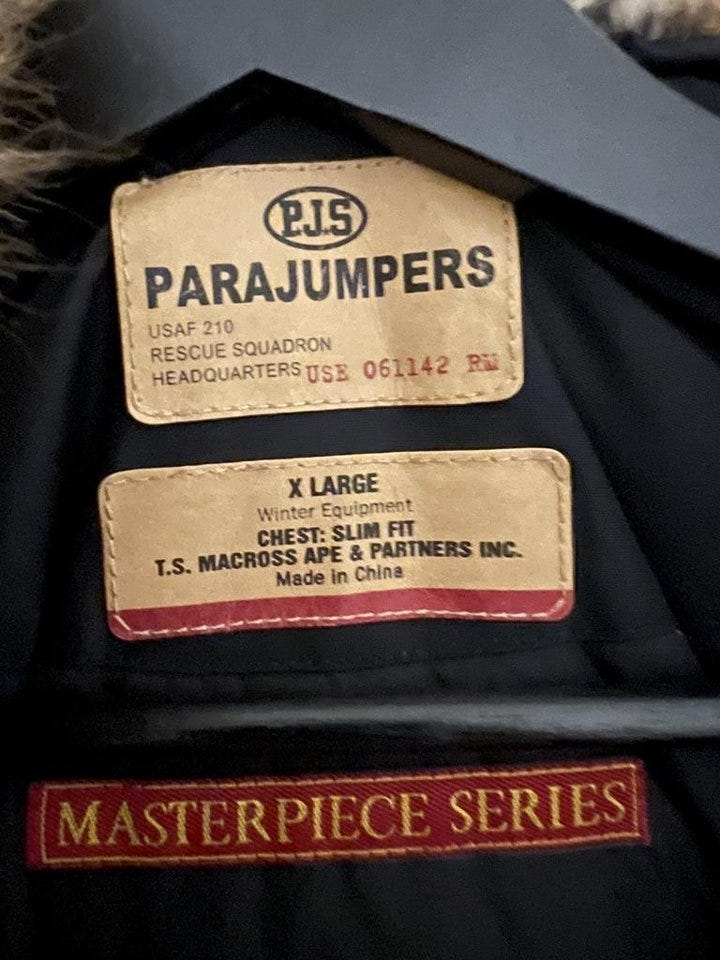 P.J.S
PARAJUMPERS
USAF 210
RESCUE SQUADRON
HEADQUARTERS USE 061142 RW
X LARGE
Winter Equipment
CHEST: SLIM FIT
T.S. MACROSS APE & PARTNERS INC.
Made in China
MASTERPIECE SERIES